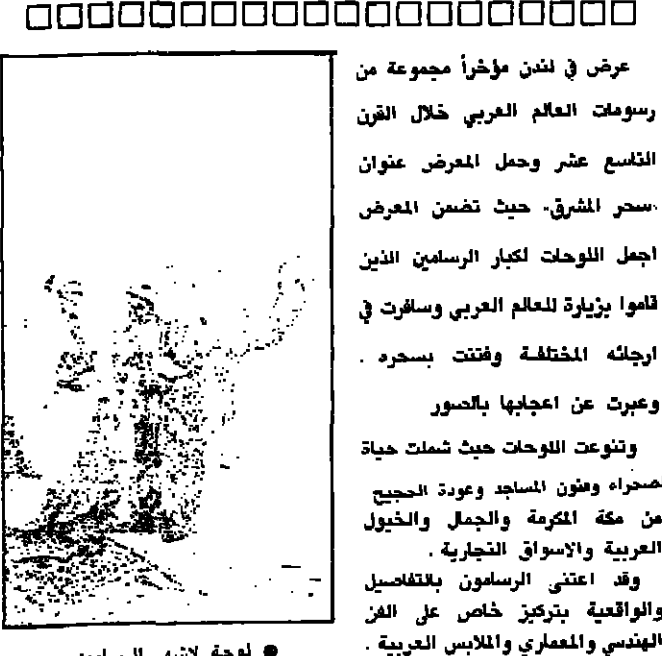 عرض في لندن مؤخراً مجموعة من
رسومات العالم العربي خلال القرن
التاسع عشر وحمل المعرض عنوان
.سحر المشرق. حيث تضمن المعرض
اجمل اللوحات لكبار الرسامين الذين
قاموا بزيارة للعالم العربي وسافرت في
ارجائه المختلفة وفتنت بسحره .
وعبرت عن اعجابها بالصور
وتنوعت اللوحات حيث شملت حياة
لصحراء وفنون المساجد وعودة الحجيج
من مكة المكرمة والجمال والخيول
العربية والاسواق التجارية .
وقد اعتنى الرسامون بالتفاصيل
والواقعية بتركيز خاص على الفن
الهندسي والمعماري والملابس العربية .
● لوحة